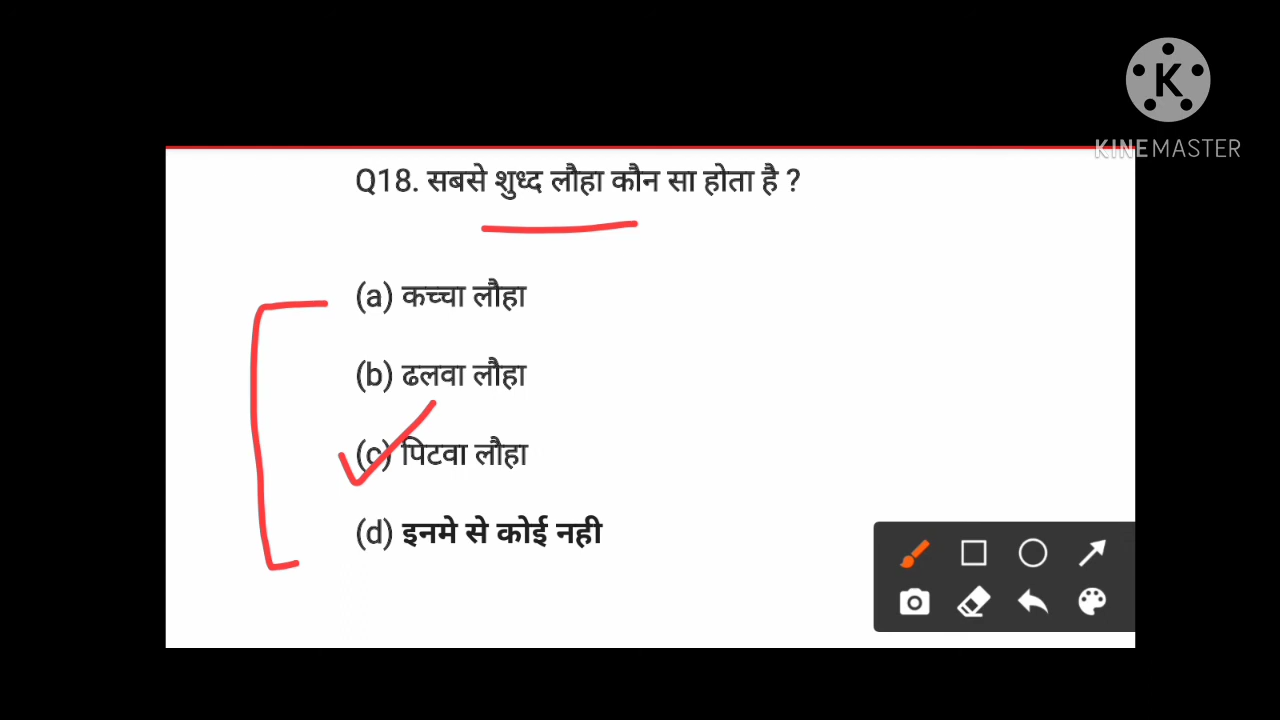 K
KINEMASTER
Q18. सबसे शुध्द लौहा कौन सा होता है ?
(a) कच्चा लौहा
(b) ढलवा लौहा
(c) पिटवा लौहा
(d) इनमे से कोई नही